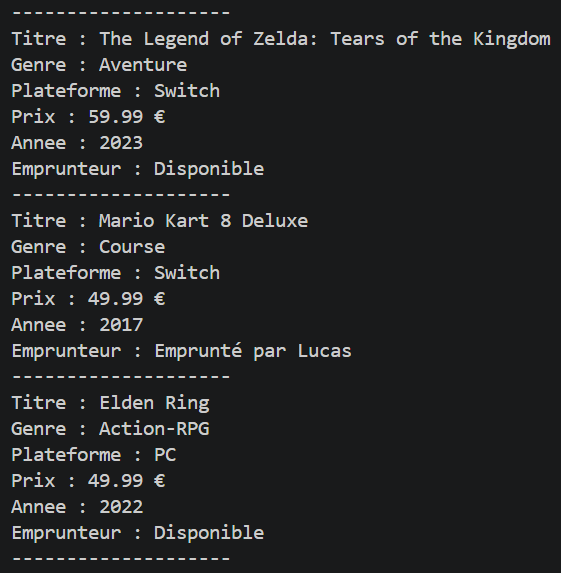 --------------------
Titre : The Legend of Zelda: Tears of the Kingdom
Genre : Aventure
Plateforme : Switch
Prix : 59.99 €
Annee : 2023
Emprunteur : Disponible
--------------------
Titre : Mario Kart 8 Deluxe
Genre : Course
Plateforme : Switch
Prix : 49.99 €
Annee : 2017
Emprunteur : Emprunté par Lucas
--------------------
Titre : Elden Ring
Genre : Action-RPG
Plateforme : PC
Prix : 49.99 €
Annee : 2022
Emprunteur : Disponible
--------------------